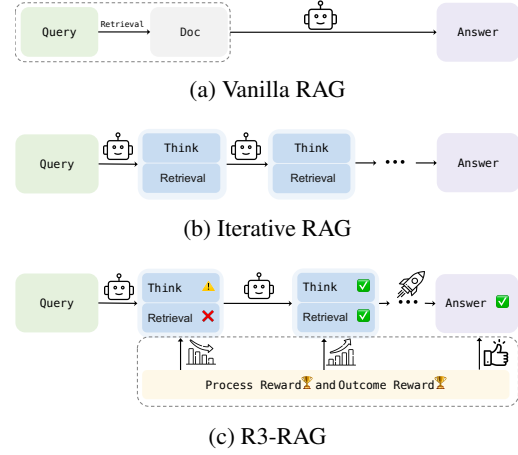 Query
Retrieval
Doc
Answer
(a) Vanilla RAG
Query
Think
Retrieval
Think
Retrieval
Answer
(b) Iterative RAG
Query
Think
Retrieval
Think
Retrieval
Answer
Process Reward and Outcome Reward
(c) R3-RAG